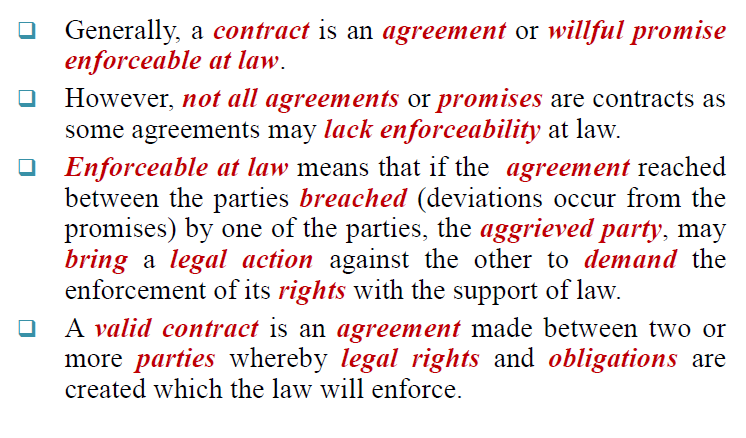 Generally, a contract is an agreement or willful promise
enforceable at law.
However, not all agreements or promises are contracts as
some agreements may lack enforceability at law.
Enforceable at law means that if the agreement reached
between the parties breached (deviations occur from the
promises) by one of the parties, the aggrieved party, may
bring a legal action against the other to demand the
enforcement of its rights with the support of law.
A valid contract is an agreement made between two or
more parties whereby legal rights and obligations are
created which the law will enforce.